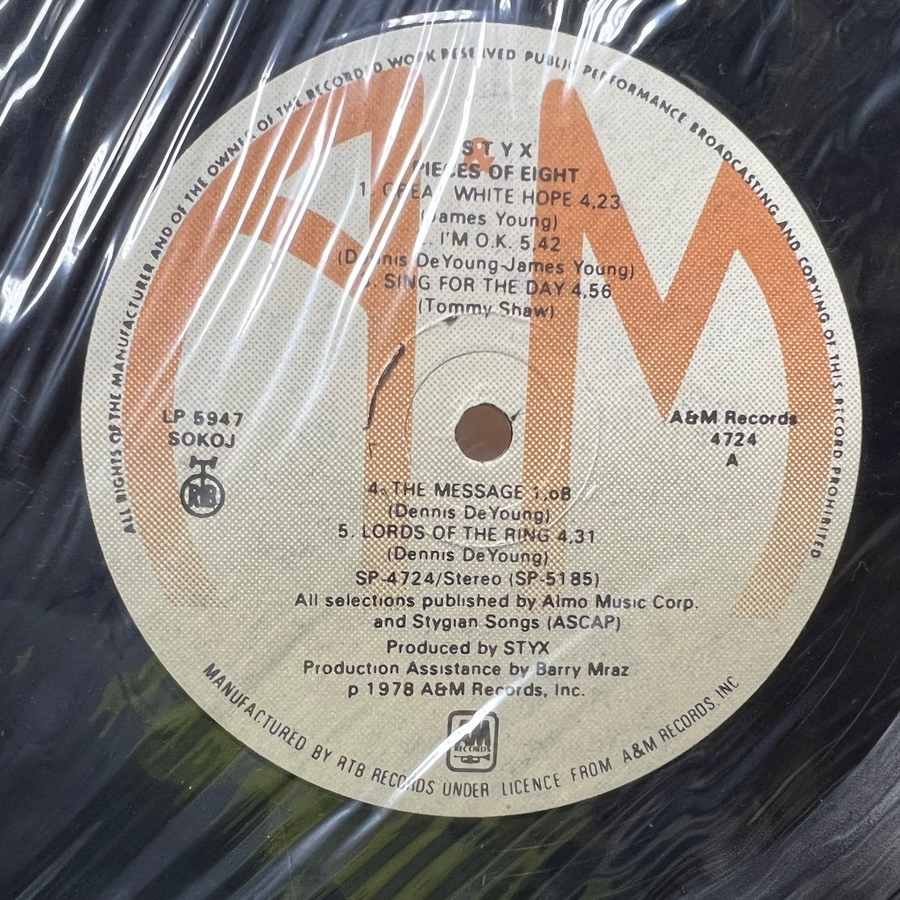 ALL RIGHTS OF THE MANUFACTURER AND OF THE OWNER OF THE RECORDED WORK RESERVED PUBLIC PERFORMANCE BROADCASTING AND COPYING OF THIS RECORD PROHIBITED
STYX
PIECES OF EIGHT
1. GREAT WHITE HOPE 4,23
(James Young)
I'M O.K. 5.42
(Dennis DeYoung-James Young)
SING FOR THE DAY 4,56
(Tommy Shaw)
LP 5947
SOKOJ
RTB
A&M Records
4724
A
4. THE MESSAGE 1,o8
(Dennis DeYoung)
5. LORDS OF THE RING 4,31
(Dennis DeYoung)
SP-4724/Stereo (SP-5185)
All selections published by Almo Music Corp.
and Stygian Songs (ASCAP)
Produced by STYX
Production Assistance by Barry Mraz
p 1978 A&M Records, Inc.
A&M
RECORDS
MANUFACTURED BY RTB RECORDS UNDER LICENCE FROM A&M RECORDS, INC